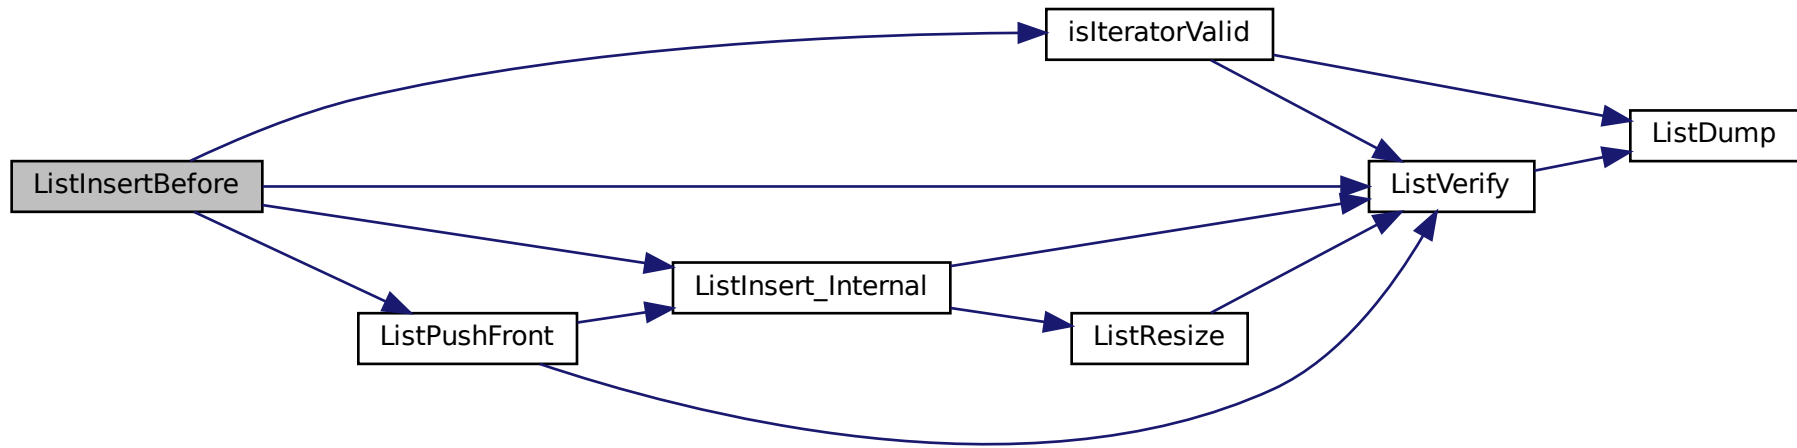 isIteratorValid
ListDump
ListInsertBefore
ListVerify
ListInsert_Internal
ListPushFront
ListResize